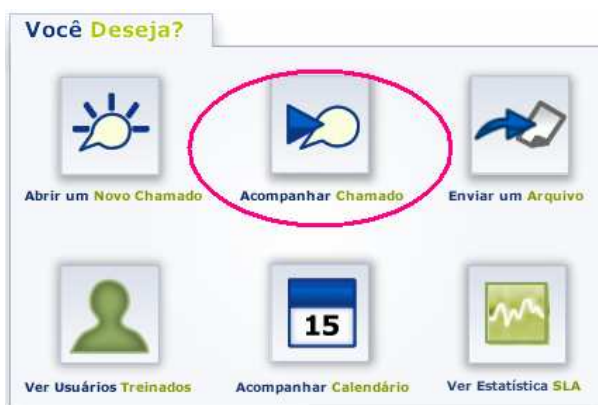 Você Deseja?
Abrir um Novo Chamado
Acompanhar Chamado
Enviar um Arquivo
15
Ver Usuários Treinados
Acompanhar Calendário
Ver Estatística SLA